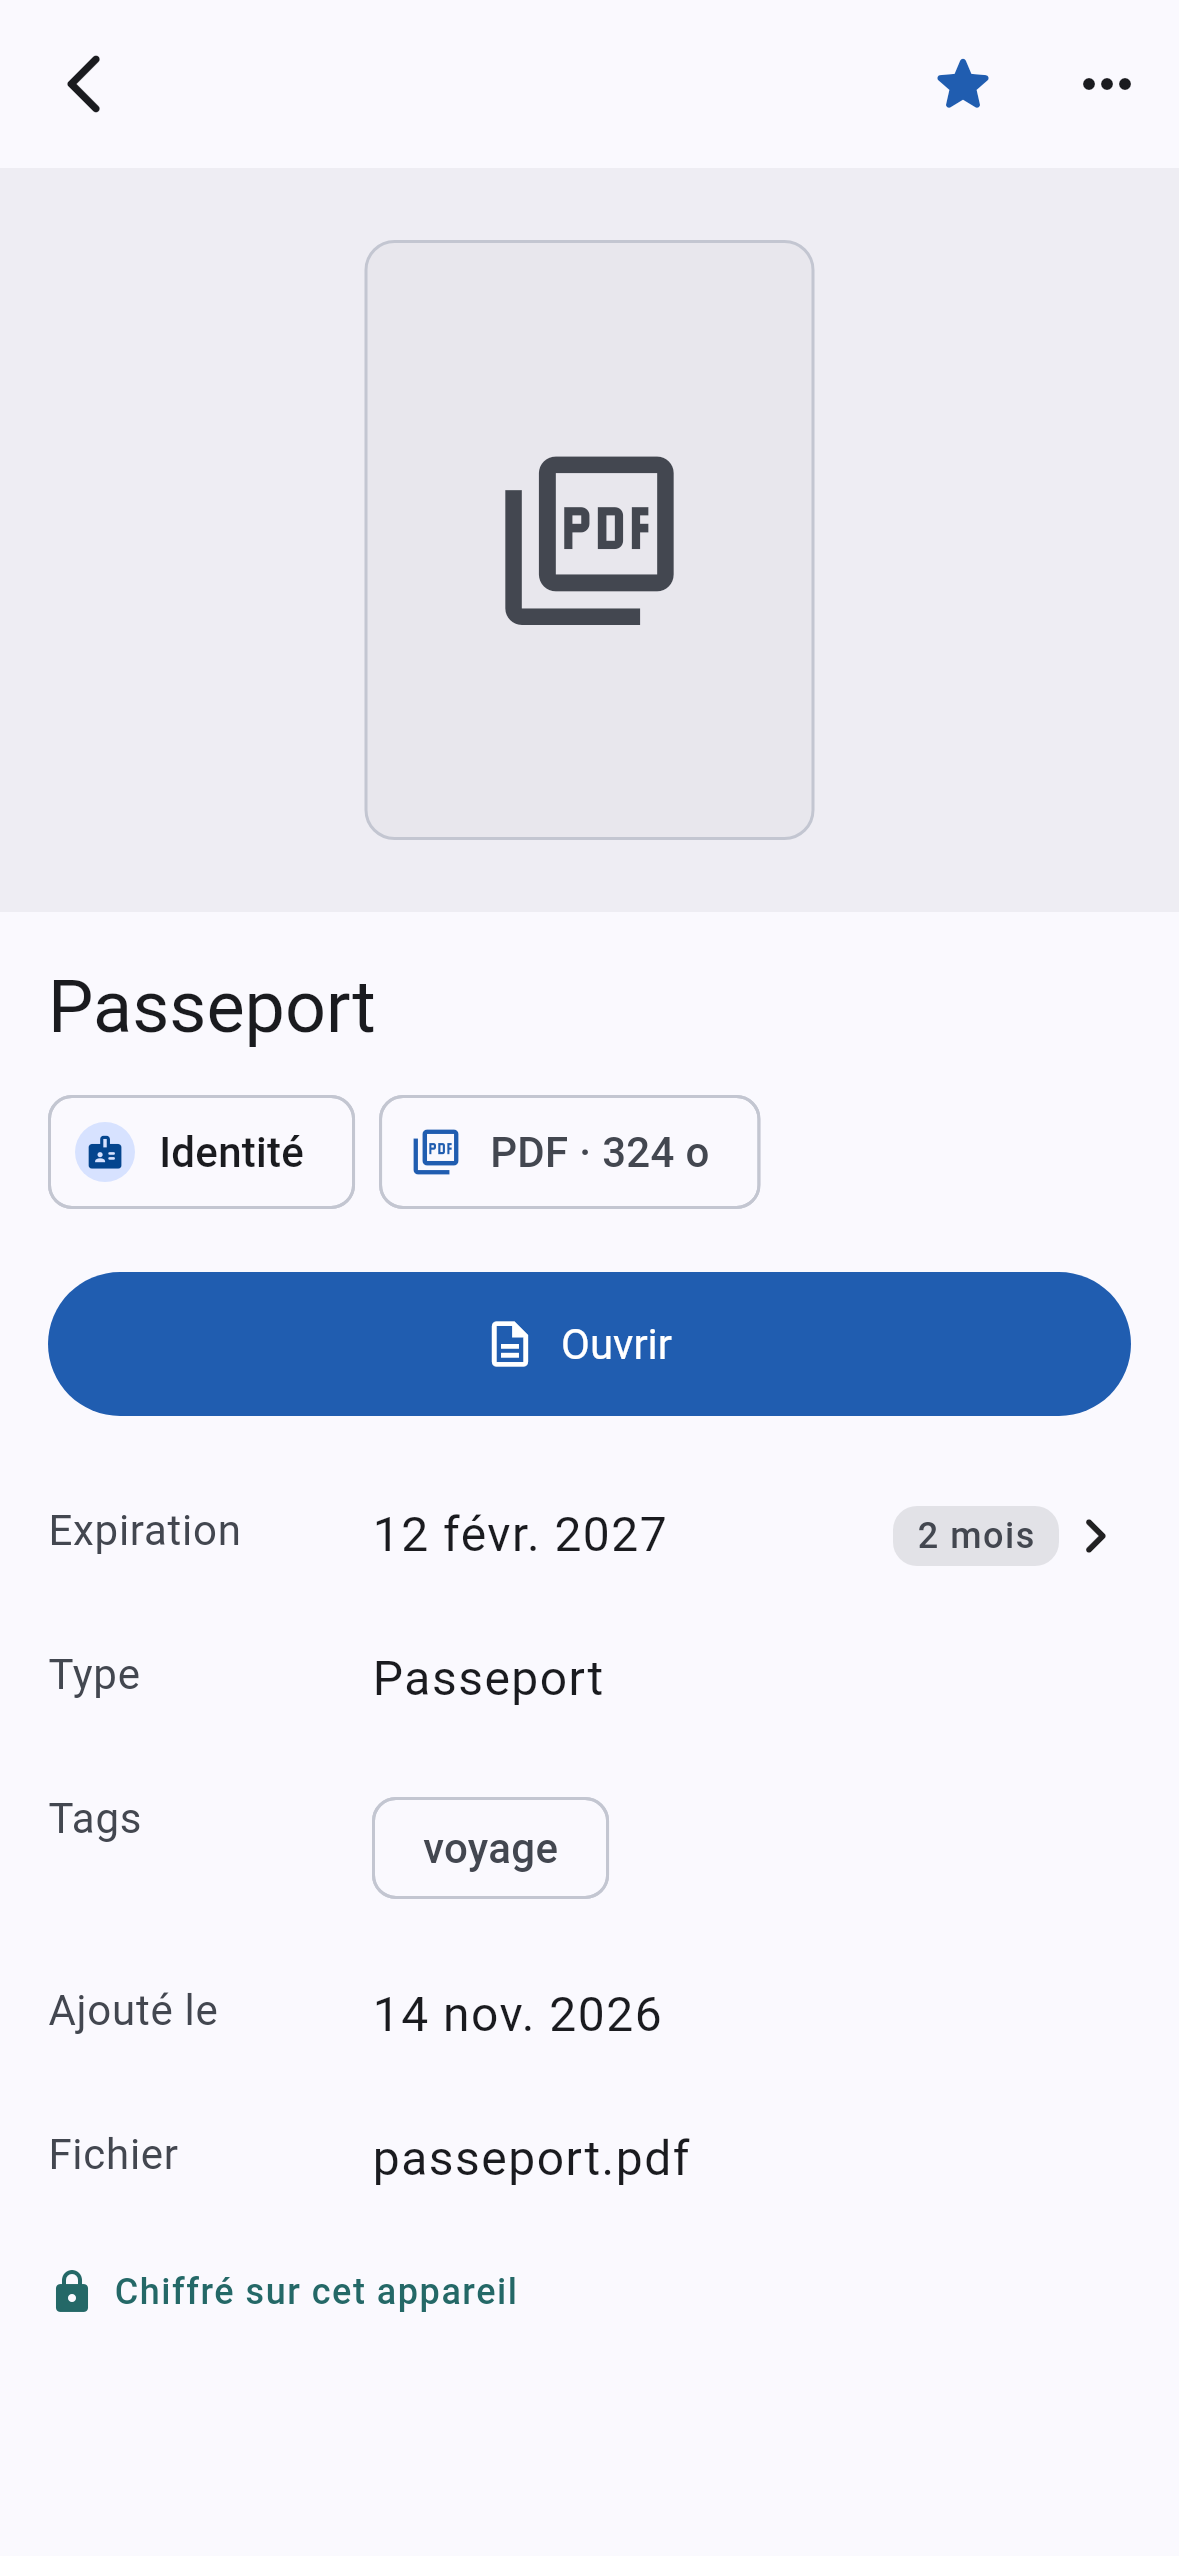 PDF
Passeport
Identité
PDF
PDF · 324 o
Ouvrir
Expiration 12 févr. 2027 2 mois
Type Passeport
Tags voyage
Ajouté le 14 nov. 2026
Fichier passeport.pdf
Chiffré sur cet appareil